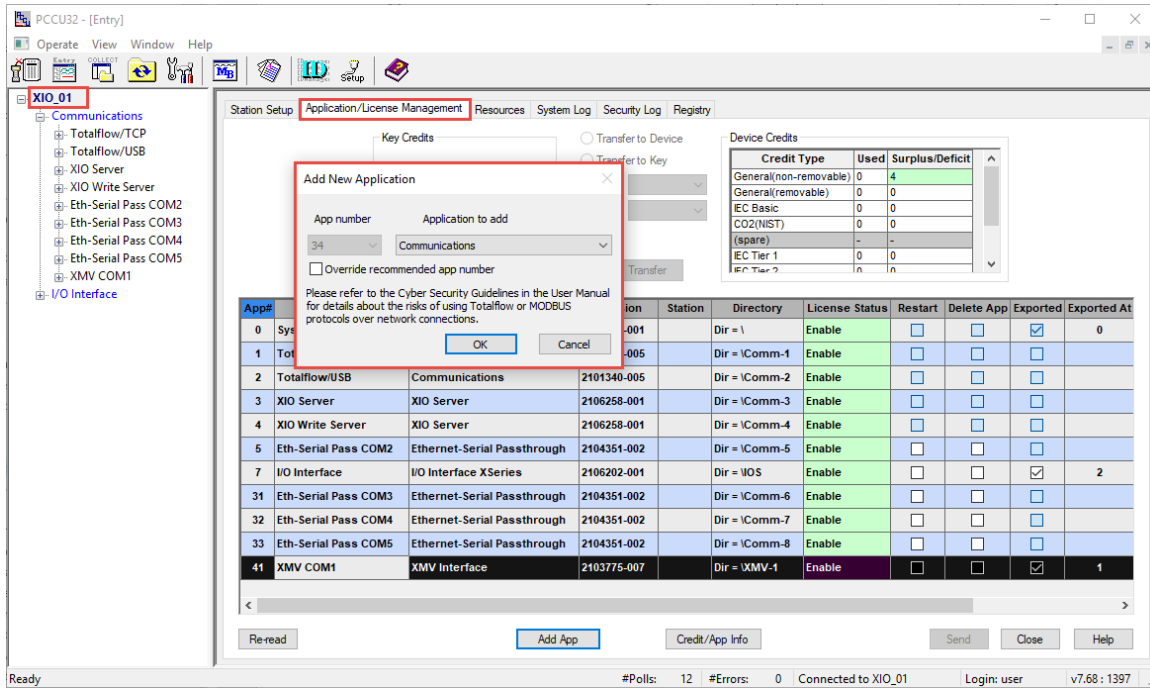 PCCU32 - [Entry]
Operate View Window Help
Entry COLLECT
MB ID Setup
XIO_01
Communications
Totalflow/TCP
Totalflow/USB
XIO Server
XIO Write Server
Eth-Serial Pass COM2
Eth-Serial Pass COM3
Eth-Serial Pass COM4
Eth-Serial Pass COM5
XMV COM1
I/O Interface
Station Setup Application/License Management Resources System Log Security Log Registry
Key Credits
Transfer to Device
Transfer to Key
Transfer
Device Credits
Credit Type Used Surplus/Deficit
General(non-removable) 0 4
General(removable) 0 0
IEC Basic 0 0
CO2(NIST) 0 0
(spare) - -
IEC Tier 1 0 0
IEC Tier 2 0 0
Add New Application
App number Application to add
34 Communications
Override recommended app number
Please refer to the Cyber Security Guidelines in the User Manual
for details about the risks of using Totalflow or MODBUS
protocols over network connections.
OK Cancel
App# ion Station Directory License Status Restart Delete App Exported Exported At
0 Sys -001 Dir = \ Enable 0
1 Tot -005 Dir = \Comm-1 Enable
2 Totalflow/USB Communications 2101340-005 Dir = \Comm-2 Enable
3 XIO Server XIO Server 2106258-001 Dir = \Comm-3 Enable
4 XIO Write Server XIO Server 2106258-001 Dir = \Comm-4 Enable
5 Eth-Serial Pass COM2 Ethernet-Serial Passthrough 2104351-002 Dir = \Comm-5 Enable
7 I/O Interface I/O Interface XSeries 2106202-001 Dir = \IOS Enable 2
31 Eth-Serial Pass COM3 Ethernet-Serial Passthrough 2104351-002 Dir = \Comm-6 Enable
32 Eth-Serial Pass COM4 Ethernet-Serial Passthrough 2104351-002 Dir = \Comm-7 Enable
33 Eth-Serial Pass COM5 Ethernet-Serial Passthrough 2104351-002 Dir = \Comm-8 Enable
41 XMV COM1 XMV Interface 2103775-007 Dir = \XMV-1 Enable 1
Re-read Add App Credit/App Info Send Close Help
Ready #Polls: 12 #Errors: 0 Connected to XIO_01 Login: user v7.68 : 1397